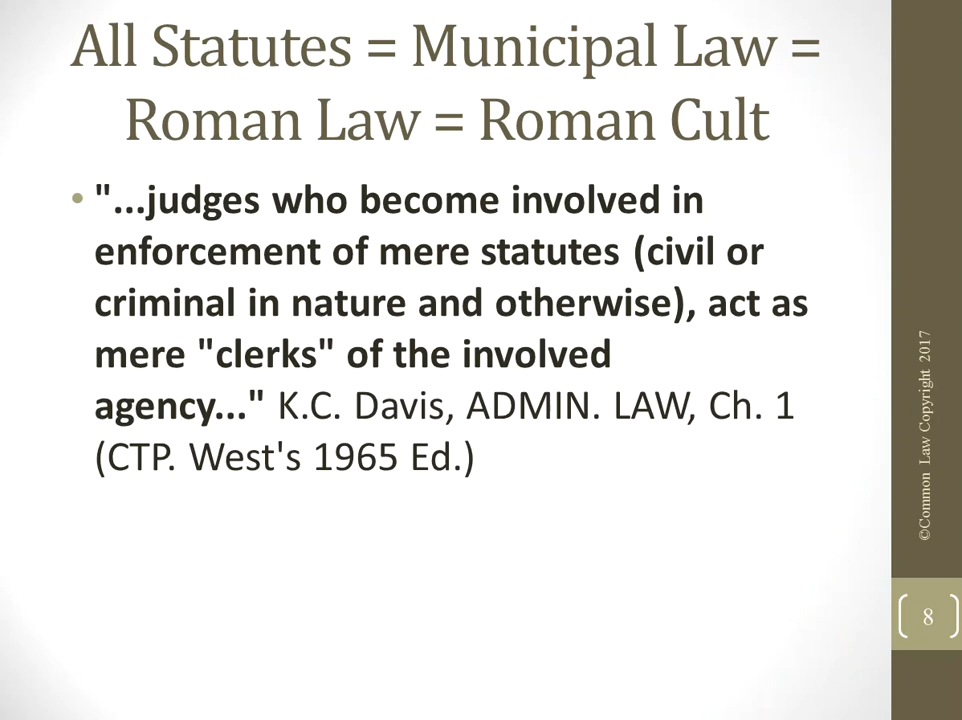 All Statutes = Municipal Law =
Roman Law = Roman Cult
• "...judges who become involved in
enforcement of mere statutes (civil or
criminal in nature and otherwise), act as
mere "clerks" of the involved
agency..." K.C. Davis, ADMIN. LAW, Ch. 1
(CTP. West's 1965 Ed.)
©Common Law Copyright 2017
8